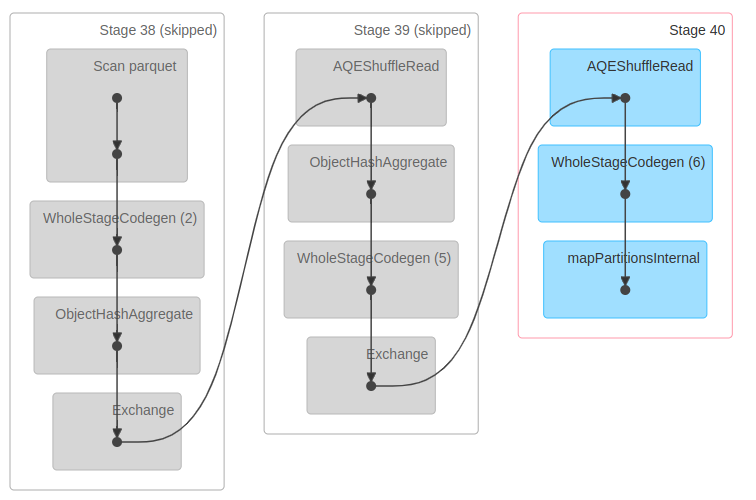 Stage 38 (skipped)
Scan parquet
WholeStageCodegen (2)
ObjectHashAggregate
Exchange
Stage 39 (skipped)
AQEShuffleRead
ObjectHashAggregate
WholeStageCodegen (5)
Exchange
Stage 40
AQEShuffleRead
WholeStageCodegen (6)
mapPartitionsInternal